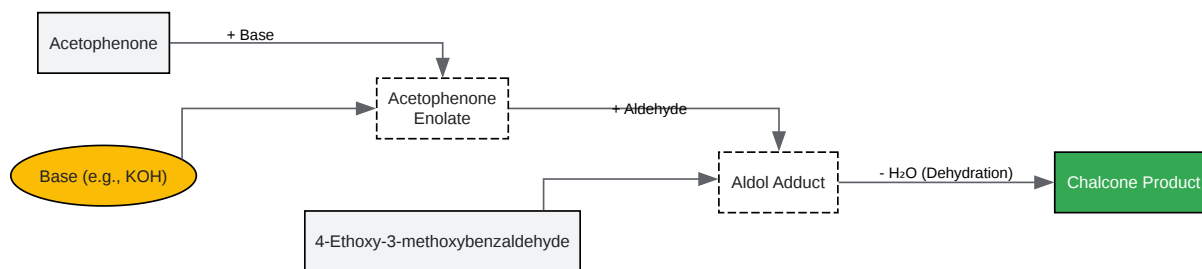 Acetophenone
+ Base
Acetophenone
Enolate
+ Aldehyde
Base (e.g., KOH)
Aldol Adduct
- H₂O (Dehydration)
Chalcone Product
4-Ethoxy-3-methoxybenzaldehyde